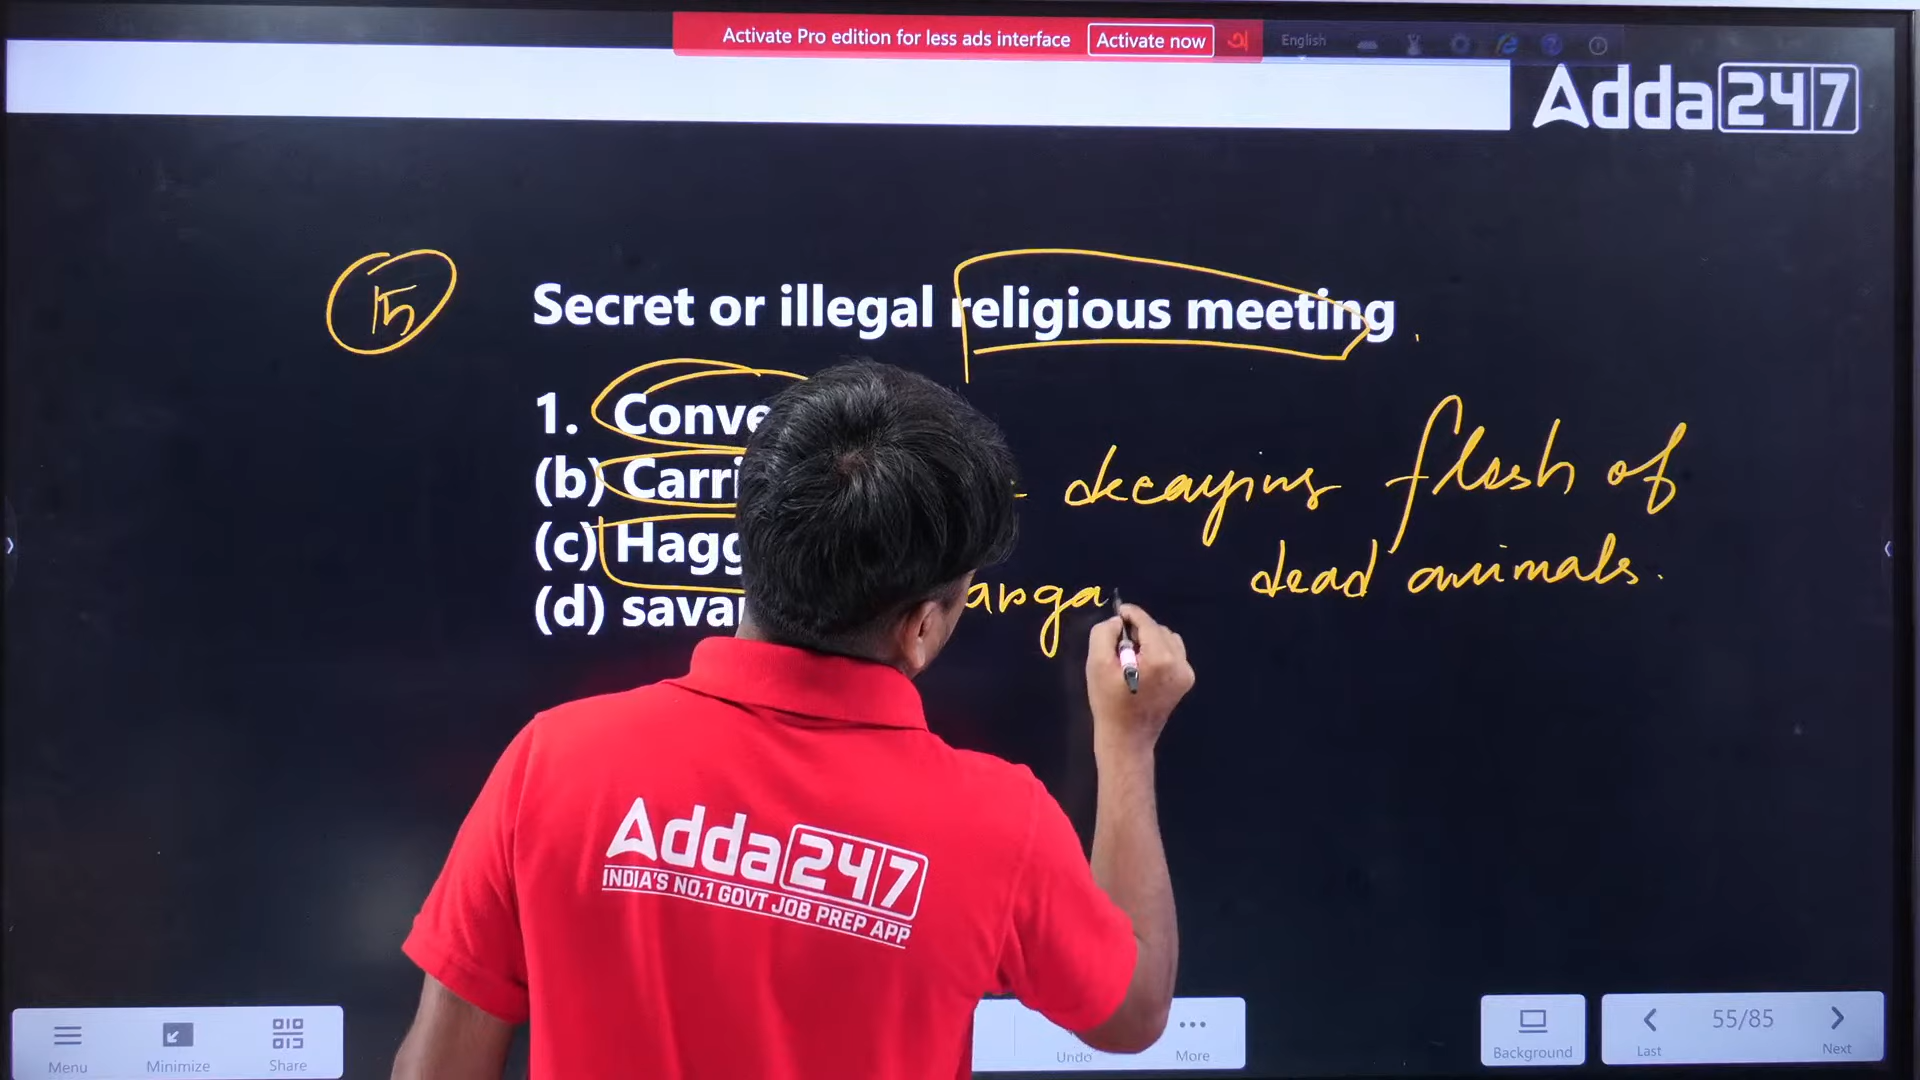 Activate Pro edition for less ads interface Activate now अ English
Adda247
15
Secret or illegal religious meeting
1. Conve
(b) Carri - decaying flesh of
dead animals.
(c) Hagg
arga
(d) sava
Adda247
INDIA'S NO.1 GOVT JOB PREP APP
Menu Minimize Share Undo More Background Last 55/85 Next